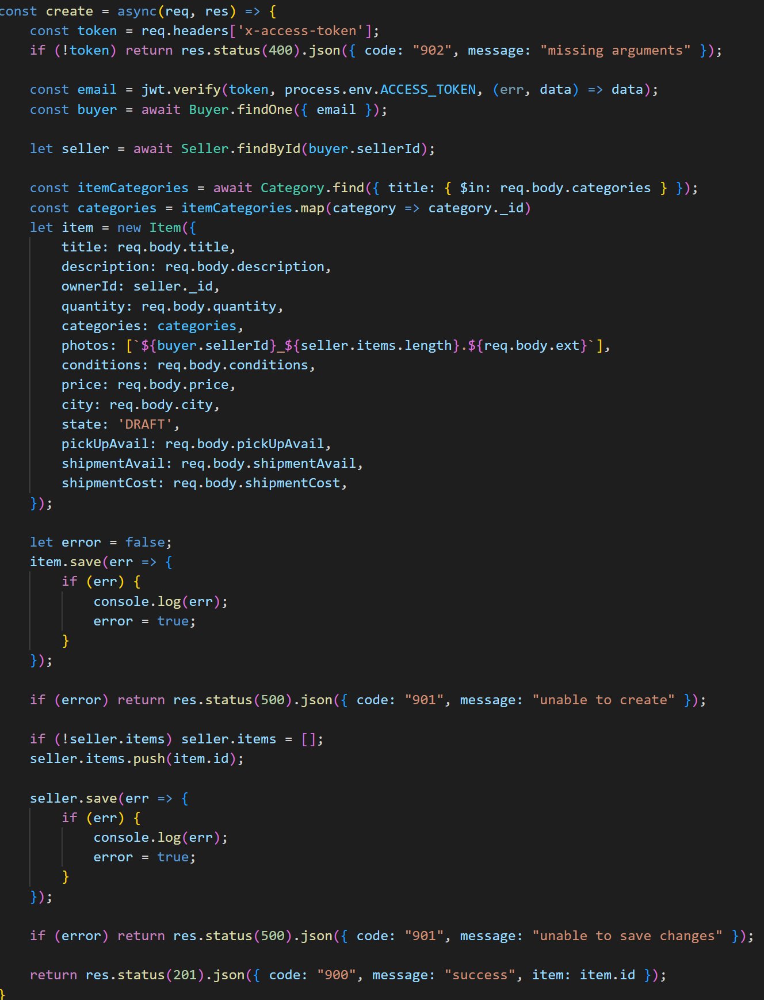 const create = async(req, res) => {
    const token = req.headers['x-access-token'];
    if (!token) return res.status(400).json({ code: "902", message: "missing arguments" });

    const email = jwt.verify(token, process.env.ACCESS_TOKEN, (err, data) => data);
    const buyer = await Buyer.findOne({ email });

    let seller = await Seller.findById(buyer.sellerId);

    const itemCategories = await Category.find({ title: { $in: req.body.categories } });
    const categories = itemCategories.map(category => category._id)
    let item = new Item({
        title: req.body.title,
        description: req.body.description,
        ownerId: seller._id,
        quantity: req.body.quantity,
        categories: categories,
        photos: [`${buyer.sellerId}_${seller.items.length}.${req.body.ext}`],
        conditions: req.body.conditions,
        price: req.body.price,
        city: req.body.city,
        state: 'DRAFT',
        pickUpAvail: req.body.pickUpAvail,
        shipmentAvail: req.body.shipmentAvail,
        shipmentCost: req.body.shipmentCost,
    });

    let error = false;
    item.save(err => {
        if (err) {
            console.log(err);
            error = true;
        }
    });

    if (error) return res.status(500).json({ code: "901", message: "unable to create" });

    if (!seller.items) seller.items = [];
    seller.items.push(item.id);

    seller.save(err => {
        if (err) {
            console.log(err);
            error = true;
        }
    });

    if (error) return res.status(500).json({ code: "901", message: "unable to save changes" });

    return res.status(201).json({ code: "900", message: "success", item: item.id });
}